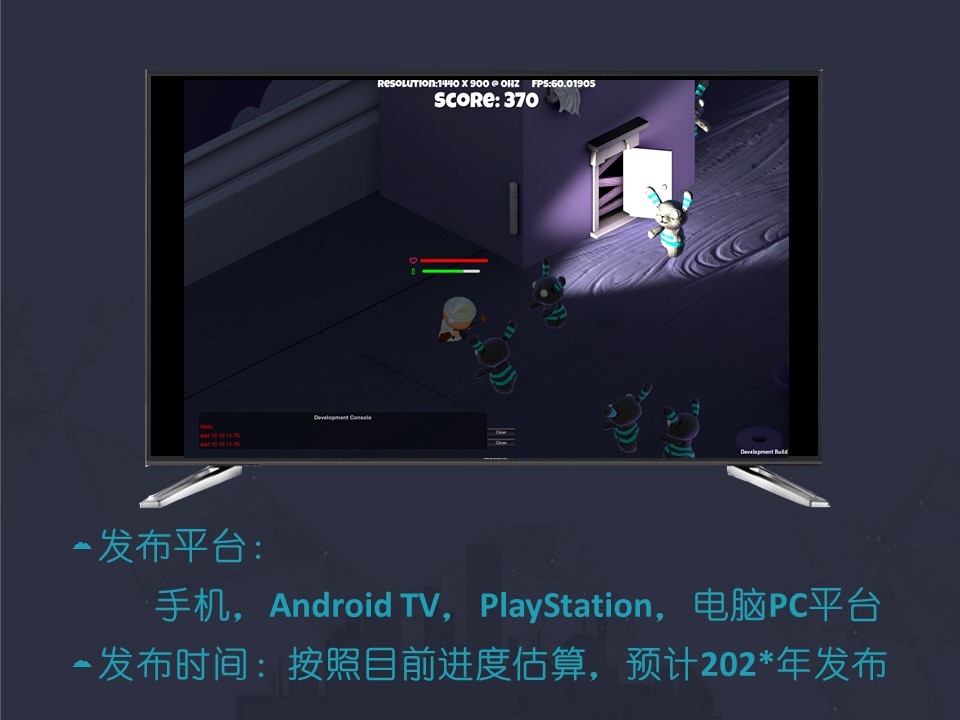 Resolution:1440 x 900 @ 0Hz FPS:60.01905
SCORE: 370
Development Console
Hello
add:10.10.11.75
add:10.10.11.78
Clear
Close
Development Build
发布平台：
手机，Android TV，PlayStation，电脑PC平台
发布时间：按照目前进度估算，预计202*年发布